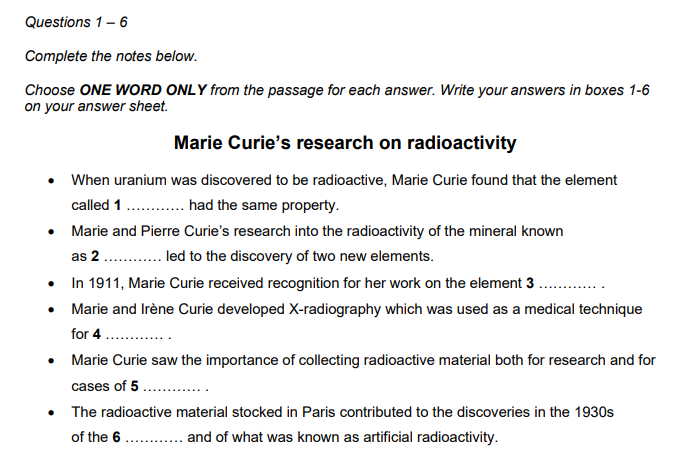 Questions 1 – 6
Complete the notes below.
Choose ONE WORD ONLY from the passage for each answer. Write your answers in boxes 1-6
on your answer sheet.
Marie Curie's research on radioactivity
• When uranium was discovered to be radioactive, Marie Curie found that the element
called 1 ………… had the same property.
• Marie and Pierre Curie's research into the radioactivity of the mineral known
as 2 ………… led to the discovery of two new elements.
• In 1911, Marie Curie received recognition for her work on the element 3 ………… .
• Marie and Irène Curie developed X-radiography which was used as a medical technique
for 4 ………… .
• Marie Curie saw the importance of collecting radioactive material both for research and for
cases of 5 ………… .
• The radioactive material stocked in Paris contributed to the discoveries in the 1930s
of the 6 ………… and of what was known as artificial radioactivity.